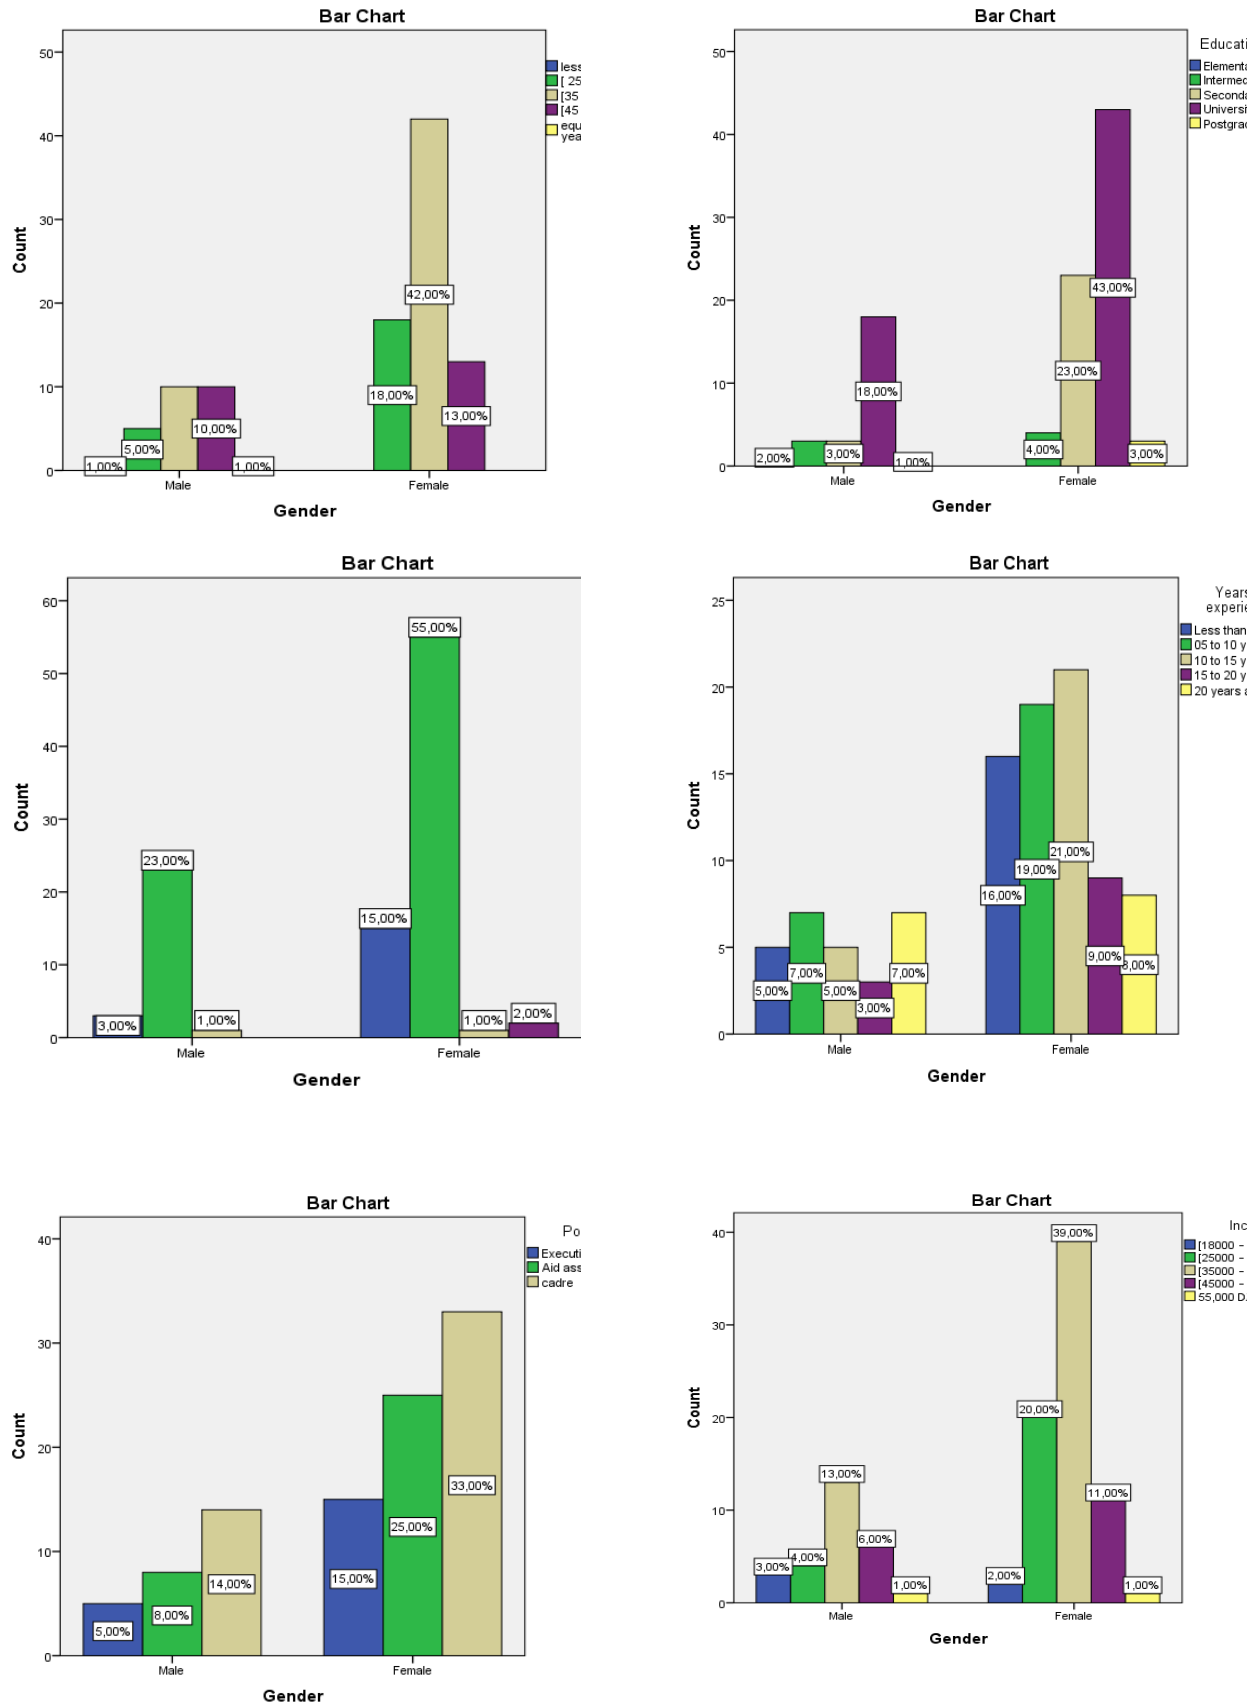 Bar Chart
50
40
30
20
10
0
Count
less
[ 25
[35
[45
equ
yea
1,00%
5,00%
10,00%
1,00%
18,00%
42,00%
13,00%
Male
Female
Gender
Bar Chart
50
40
30
20
10
0
Count
Educati
Elementa
Intermed
Seconda
Universi
Postgrad
2,00%
3,00%
18,00%
1,00%
4,00%
23,00%
43,00%
3,00%
Male
Female
Gender
Bar Chart
60
50
40
30
20
10
0
Count
3,00%
23,00%
1,00%
15,00%
55,00%
1,00%
2,00%
Male
Female
Gender
Bar Chart
25
20
15
10
5
0
Count
Years
experie
Less than
05 to 10 y
10 to 15 y
15 to 20 y
20 years a
5,00%
7,00%
5,00%
3,00%
7,00%
16,00%
19,00%
21,00%
9,00%
8,00%
Male
Female
Gender
Bar Chart
40
30
20
10
0
Count
Po
Executi
Aid ass
cadre
5,00%
8,00%
14,00%
15,00%
25,00%
33,00%
Male
Female
Gender
Bar Chart
40
30
20
10
0
Count
Inc
[18000 -
[25000 -
[35000 -
[45000 -
55,000 D.
3,00%
4,00%
13,00%
6,00%
1,00%
2,00%
20,00%
39,00%
11,00%
1,00%
Male
Female
Gender